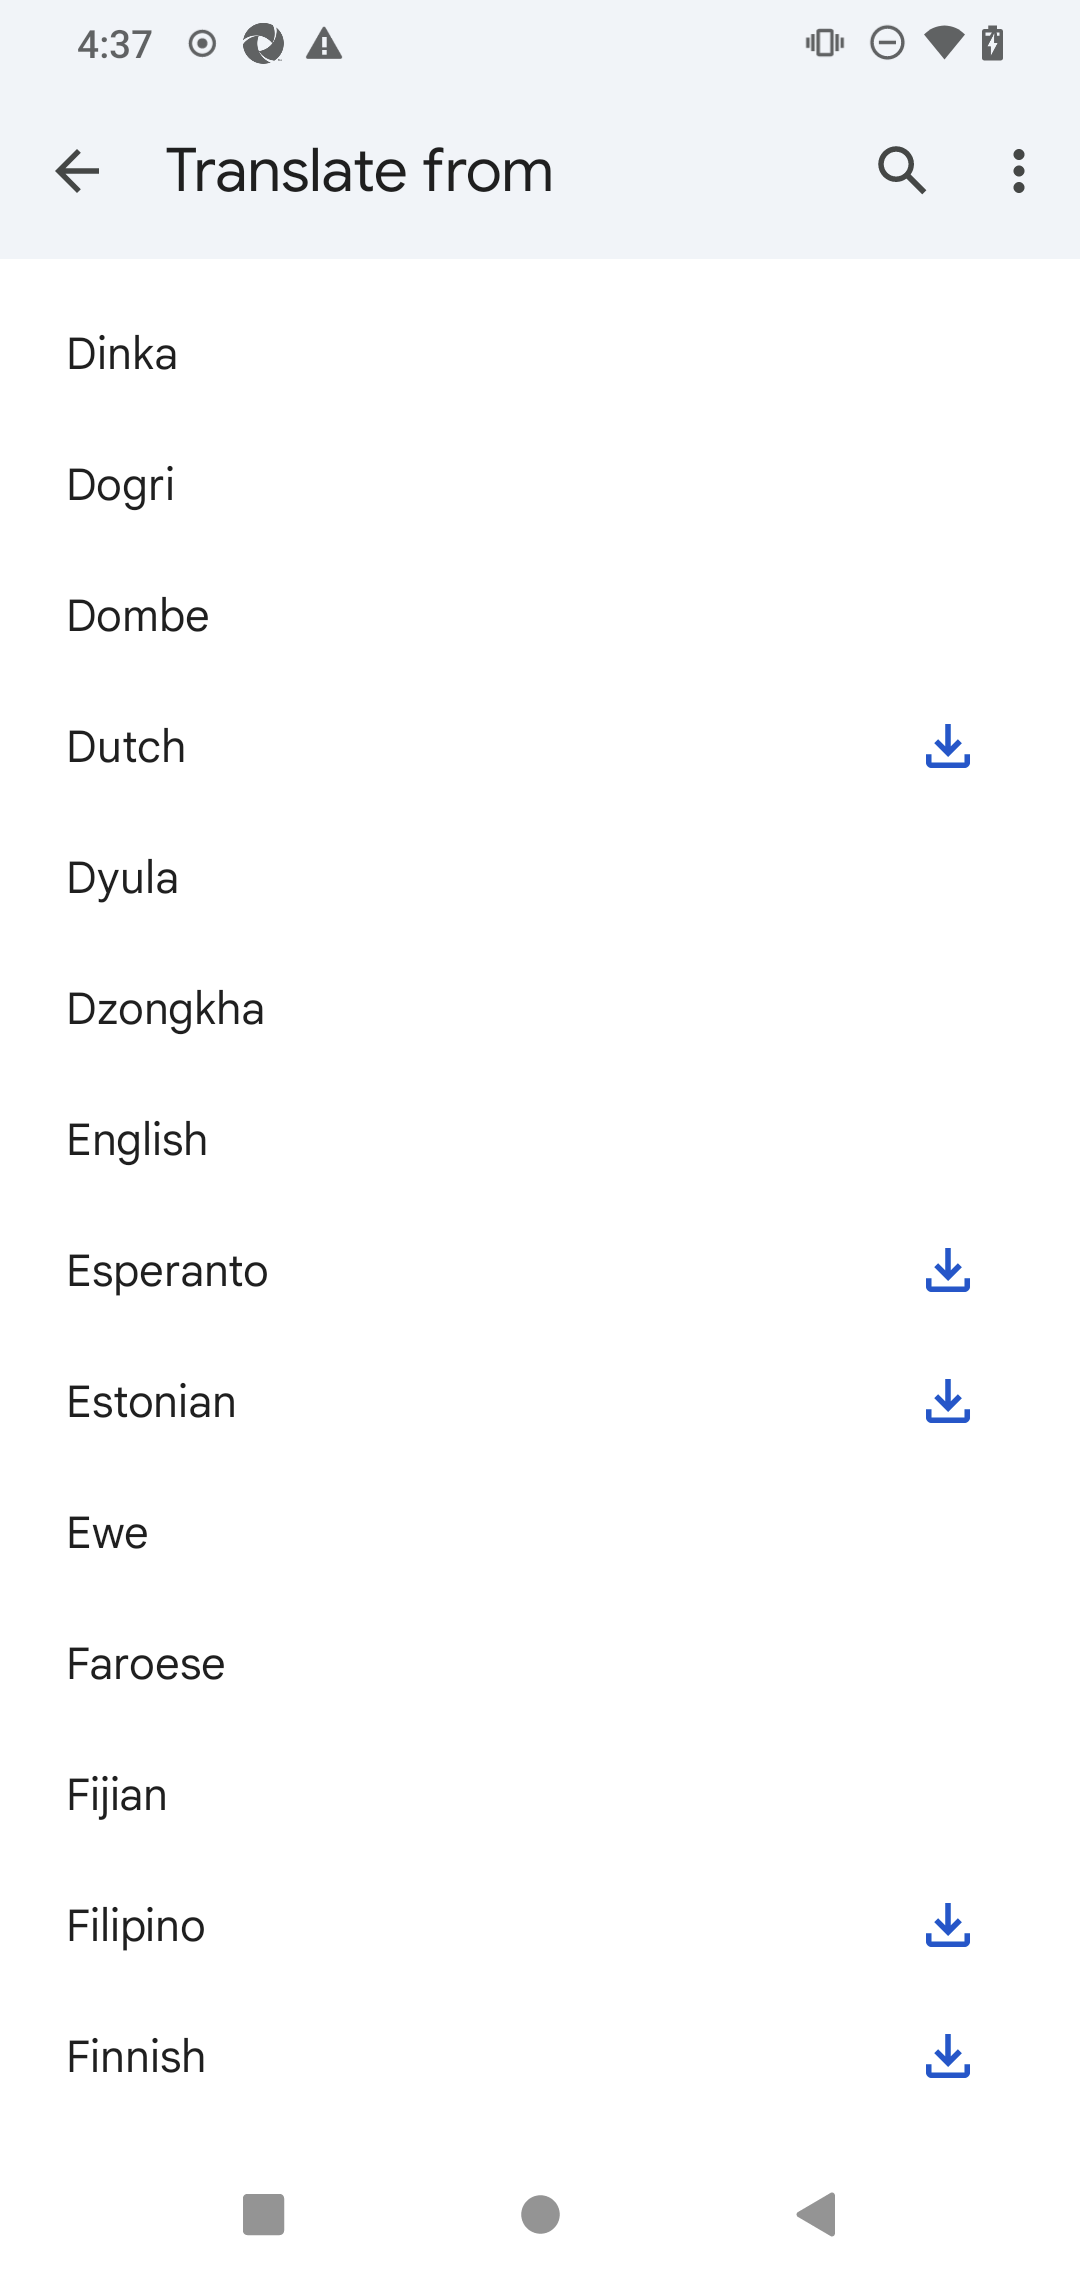 4:37
Translate from
Dinka
Dogri
Dombe
Dutch
Dyula
Dzongkha
English
Esperanto
Estonian
Ewe
Faroese
Fijian
Filipino
Finnish